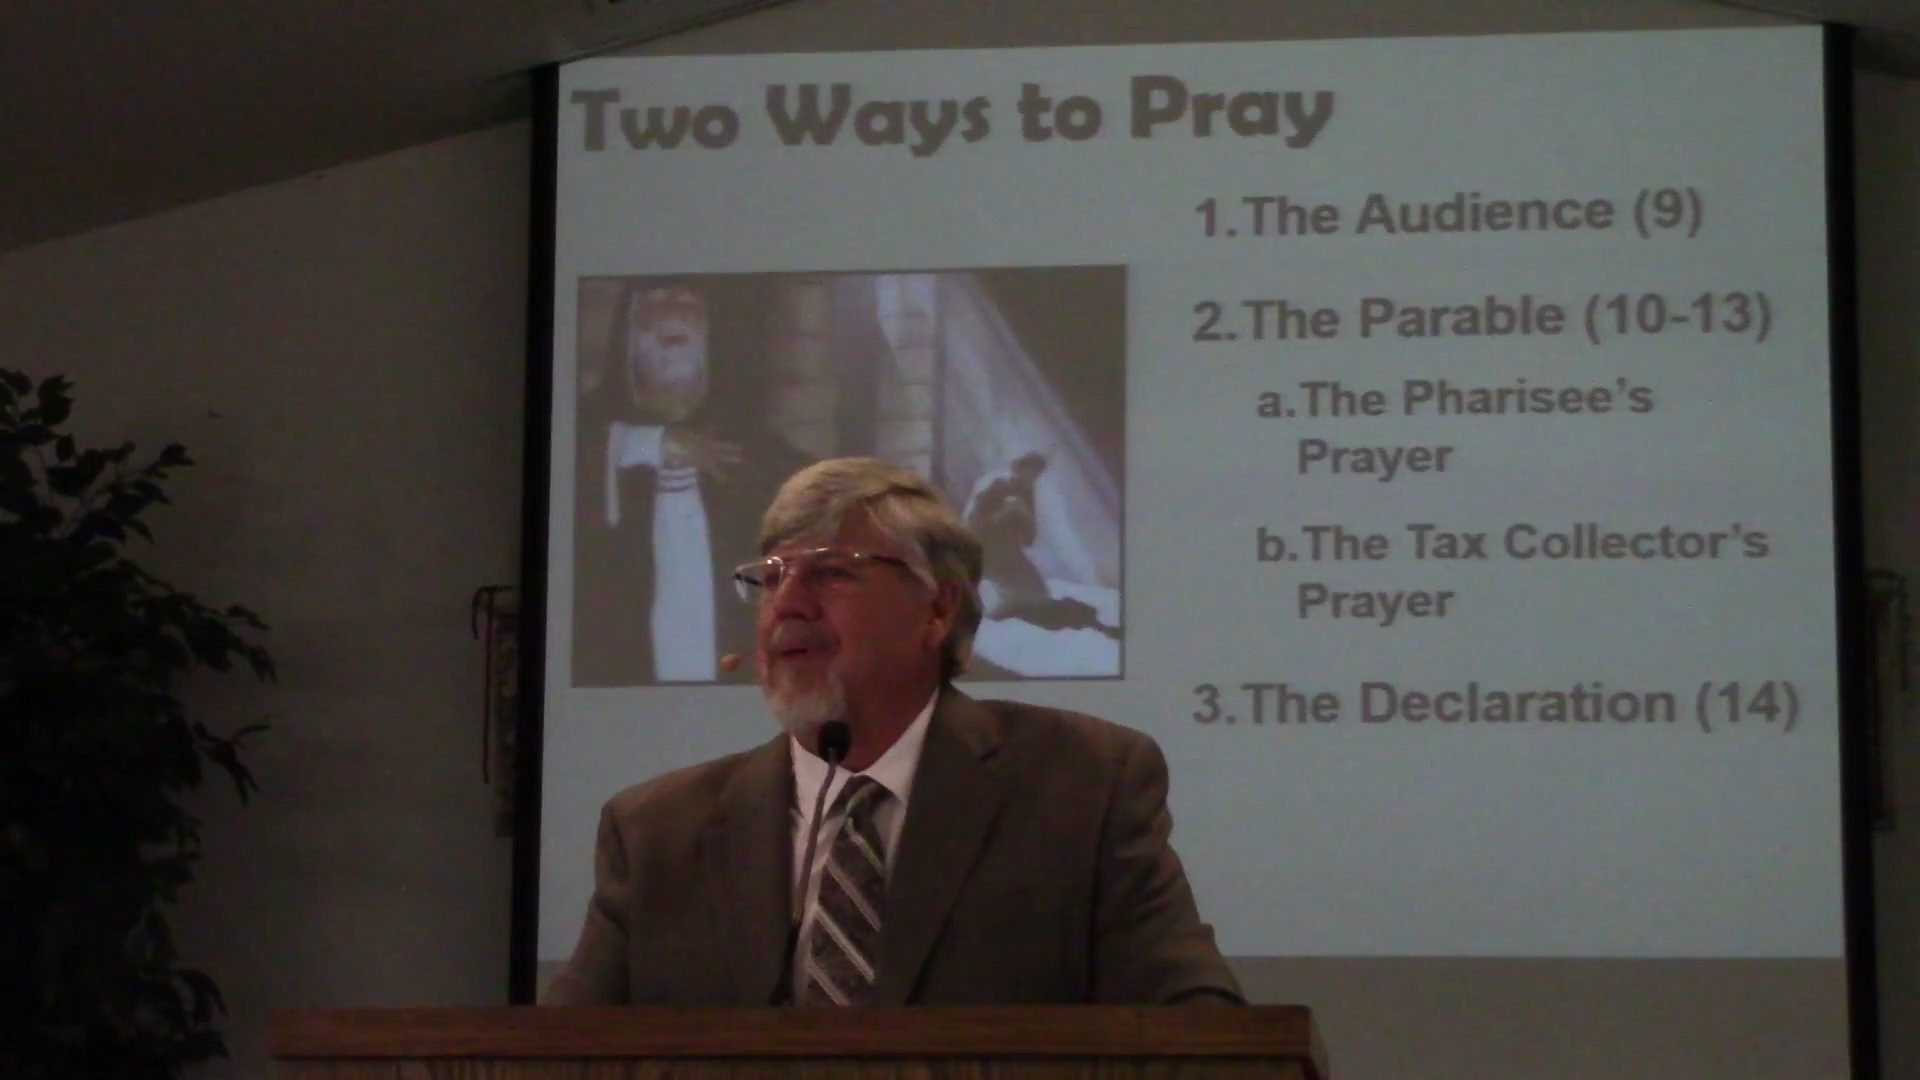 Two Ways to Pray
1. The Audience (9)
2. The Parable (10-13)
a. The Pharisee's
Prayer
b. The Tax Collector's
Prayer
3. The Declaration (14)